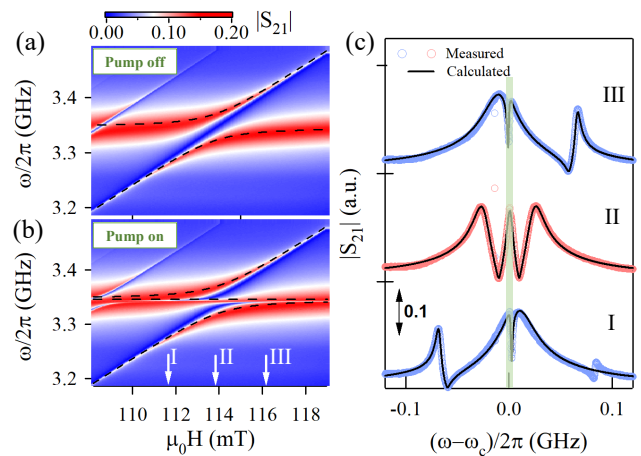 |S₂₁|
0.00 0.10 0.20
(a)
Pump off
ω/2π (GHz)
3.4
3.3
3.2
(b)
Pump on
ω/2π (GHz)
3.4
3.3
3.2
I II III
110 112 114 116 118
μ₀H (mT)
(c)
Measured
Calculated
III
II
I
|S₂₁| (a.u.)
0.1
-0.1 0.0 0.1
(ω−ω_c)/2π (GHz)